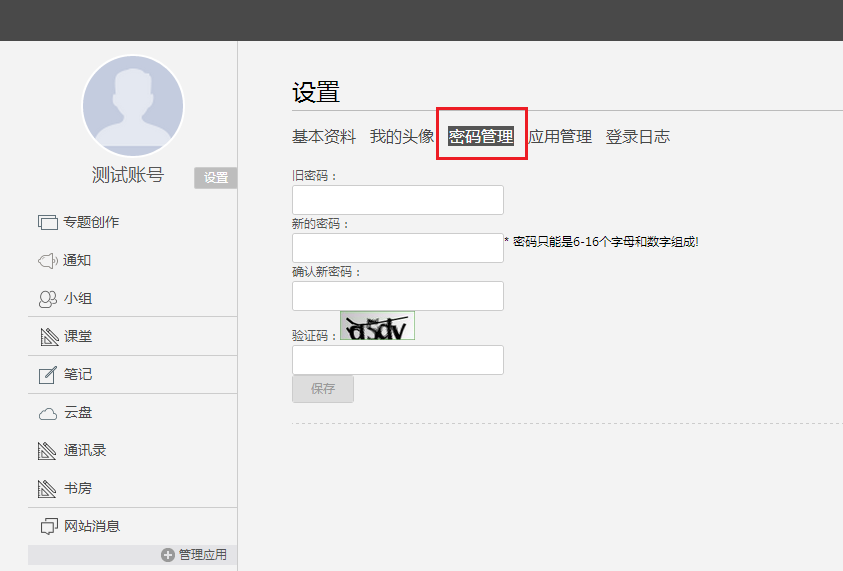 设置
基本资料 我的头像 密码管理 应用管理 登录日志
测试账号
设置
专题创作
通知
小组
课堂
笔记
云盘
通讯录
书房
网站消息
管理应用
旧密码：
新的密码：
* 密码只能是6-16个字母和数字组成!
确认新密码：
验证码：
保存